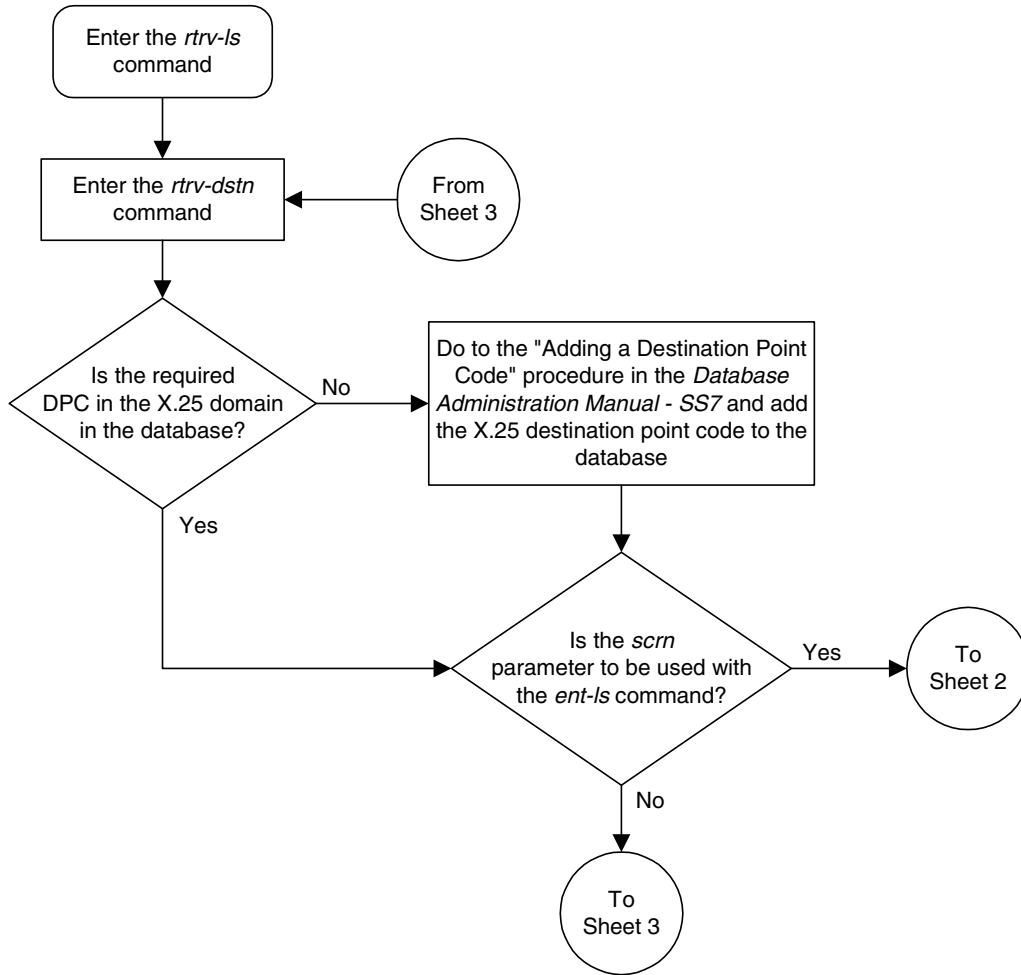 Enter the rtrv-ls
command
Enter the rtrv-dstn
command
From
Sheet 3
Is the required
DPC in the X.25 domain
in the database?
No
Do to the "Adding a Destination Point
Code" procedure in the Database
Administration Manual - SS7 and add
the X.25 destination point code to the
database
Yes
Is the scrn
parameter to be used with
the ent-ls command?
Yes
To
Sheet 2
No
To
Sheet 3